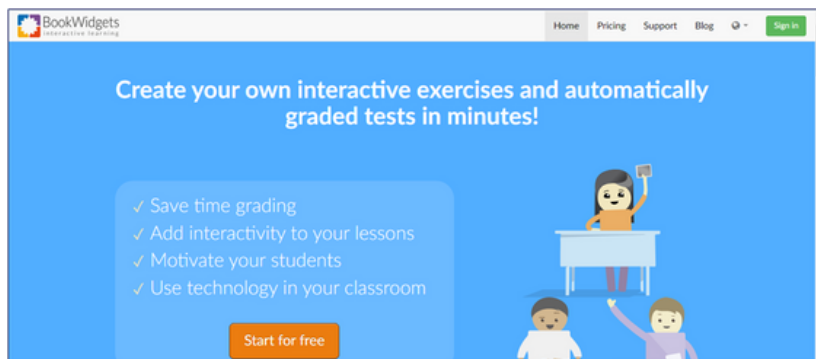 BookWidgets
interactive learning
Home Pricing Support Blog Sign in
Create your own interactive exercises and automatically
graded tests in minutes!
✓ Save time grading
✓ Add interactivity to your lessons
✓ Motivate your students
✓ Use technology in your classroom
Start for free